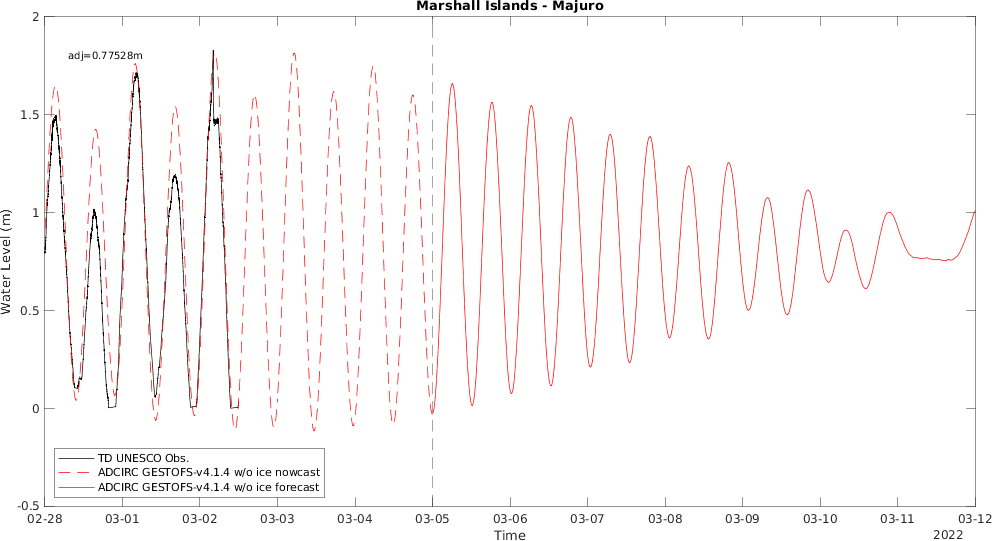 Marshall Islands - Majuro
adj=0.77528m
Water Level (m)
2
1.5
1
0.5
0
-0.5
TD UNESCO Obs.
ADCIRC GESTOFS-v4.1.4 w/o ice nowcast
ADCIRC GESTOFS-v4.1.4 w/o ice forecast
02-28 03-01 03-02 03-03 03-04 03-05 03-06 03-07 03-08 03-09 03-10 03-11 03-12
Time
2022